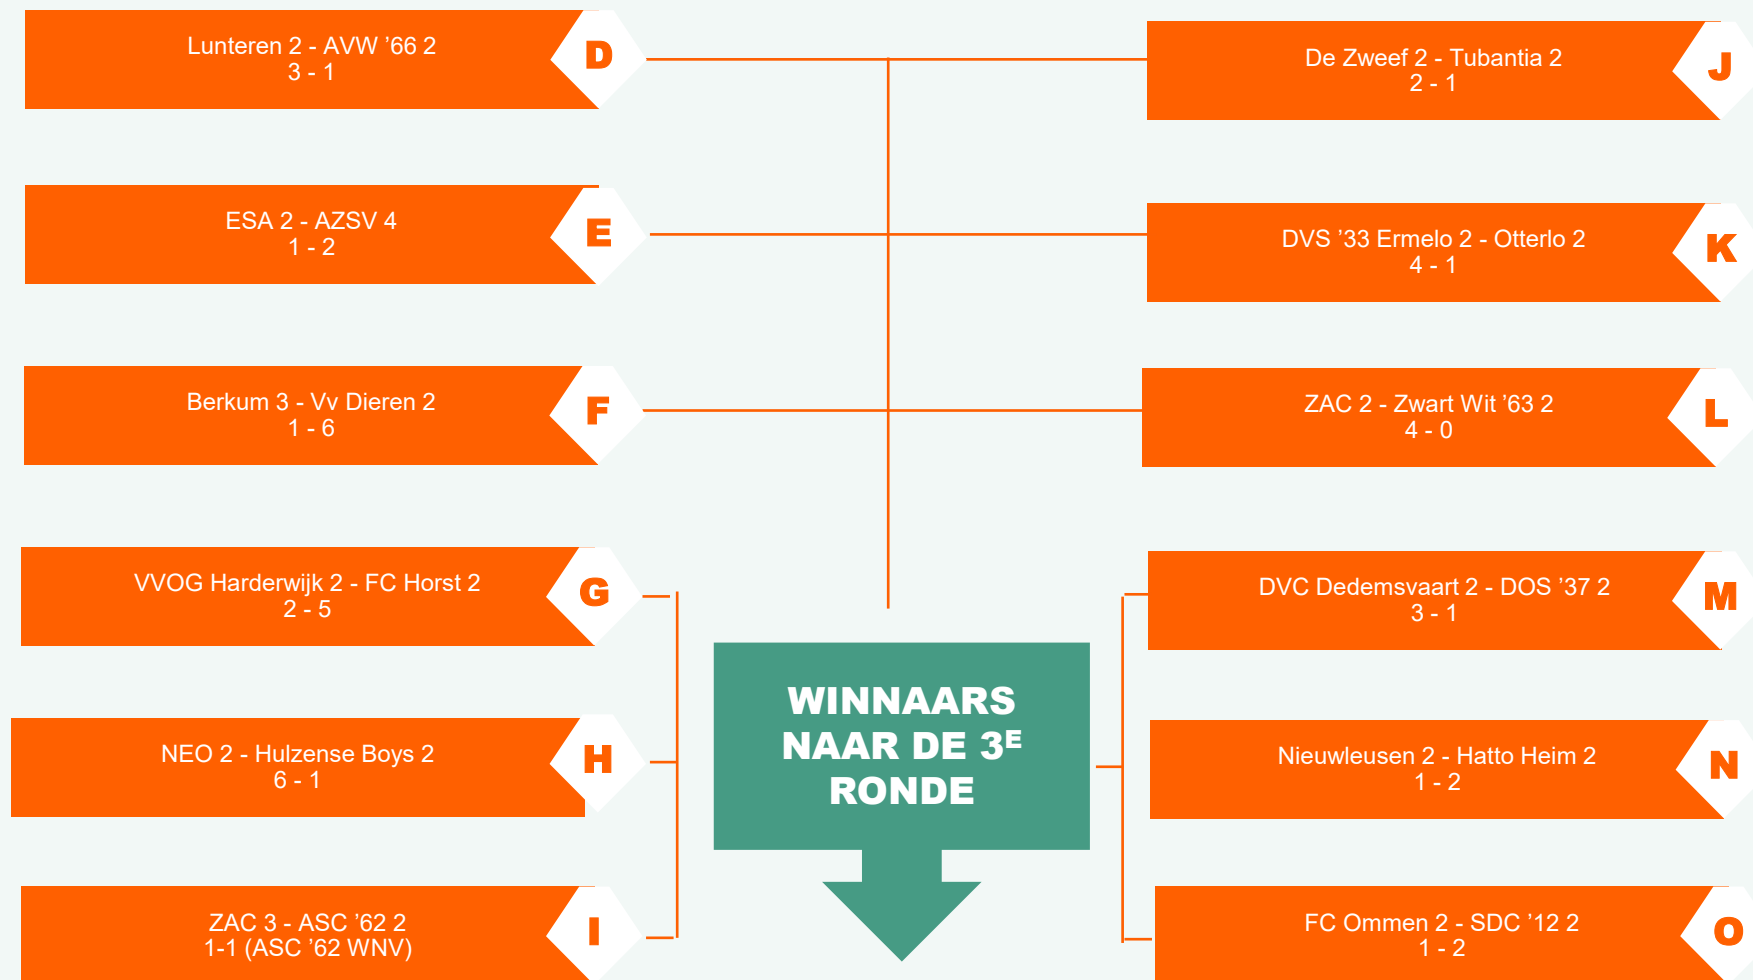 Lunteren 2 - AVW ’66 2
3 - 1
D
De Zweef 2 - Tubantia 2
2 - 1
J
ESA 2 - AZSV 4
1 - 2
E
DVS ’33 Ermelo 2 - Otterlo 2
4 - 1
K
Berkum 3 - Vv Dieren 2
1 - 6
F
ZAC 2 - Zwart Wit ’63 2
4 - 0
L
VVOG Harderwijk 2 - FC Horst 2
2 - 5
G
DVC Dedemsvaart 2 - DOS ’37 2
3 - 1
M
WINNAARS
NAAR DE 3E
RONDE
NEO 2 - Hulzense Boys 2
6 - 1
H
Nieuwleusen 2 - Hatto Heim 2
1 - 2
N
ZAC 3 - ASC ’62 2
1-1 (ASC ’62 WNV)
I
FC Ommen 2 - SDC ’12 2
1 - 2
O